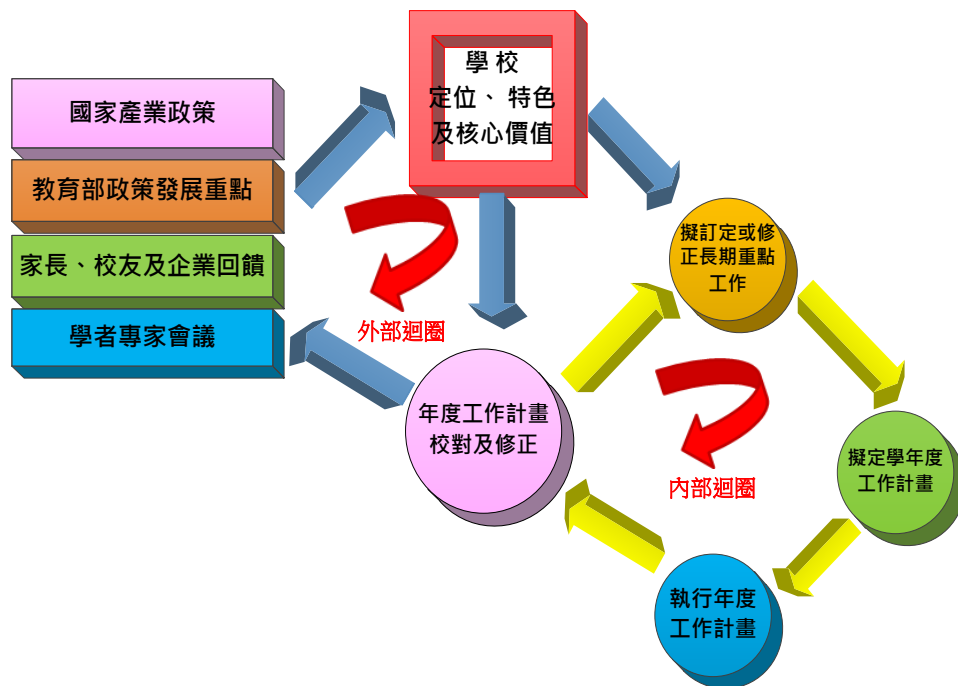 學 校
定位、 特色
及核心價值
國家產業政策
教育部政策發展重點
家長、校友及企業回饋
學者專家會議
外部迴圈
擬訂定或修
正長期重點
工作
年度工作計畫
校對及修正
內部迴圈
擬定學年度
工作計畫
執行年度
工作計畫